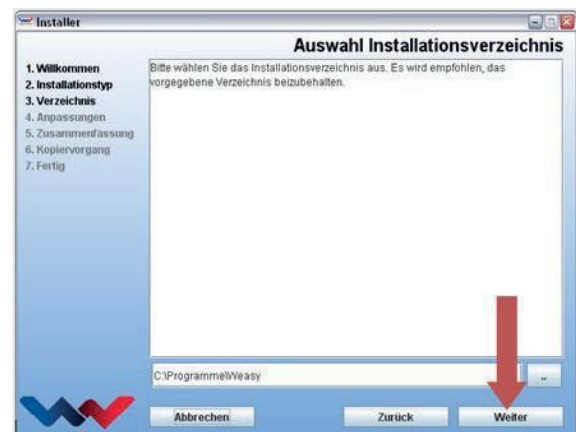 Installer
Auswahl Installationsverzeichnis
1. Willkommen
2. Installationstyp
3. Verzeichnis
4. Anpassungen
5. Zusammenfassung
6. Kopiervorgang
7. Fertig
Bitte wählen Sie das Installationsverzeichnis aus. Es wird empfohlen, das
vorgegebene Verzeichnis beizubehalten.
C:\Programme\Weasy
..
Abbrechen
Zurück
Weiter